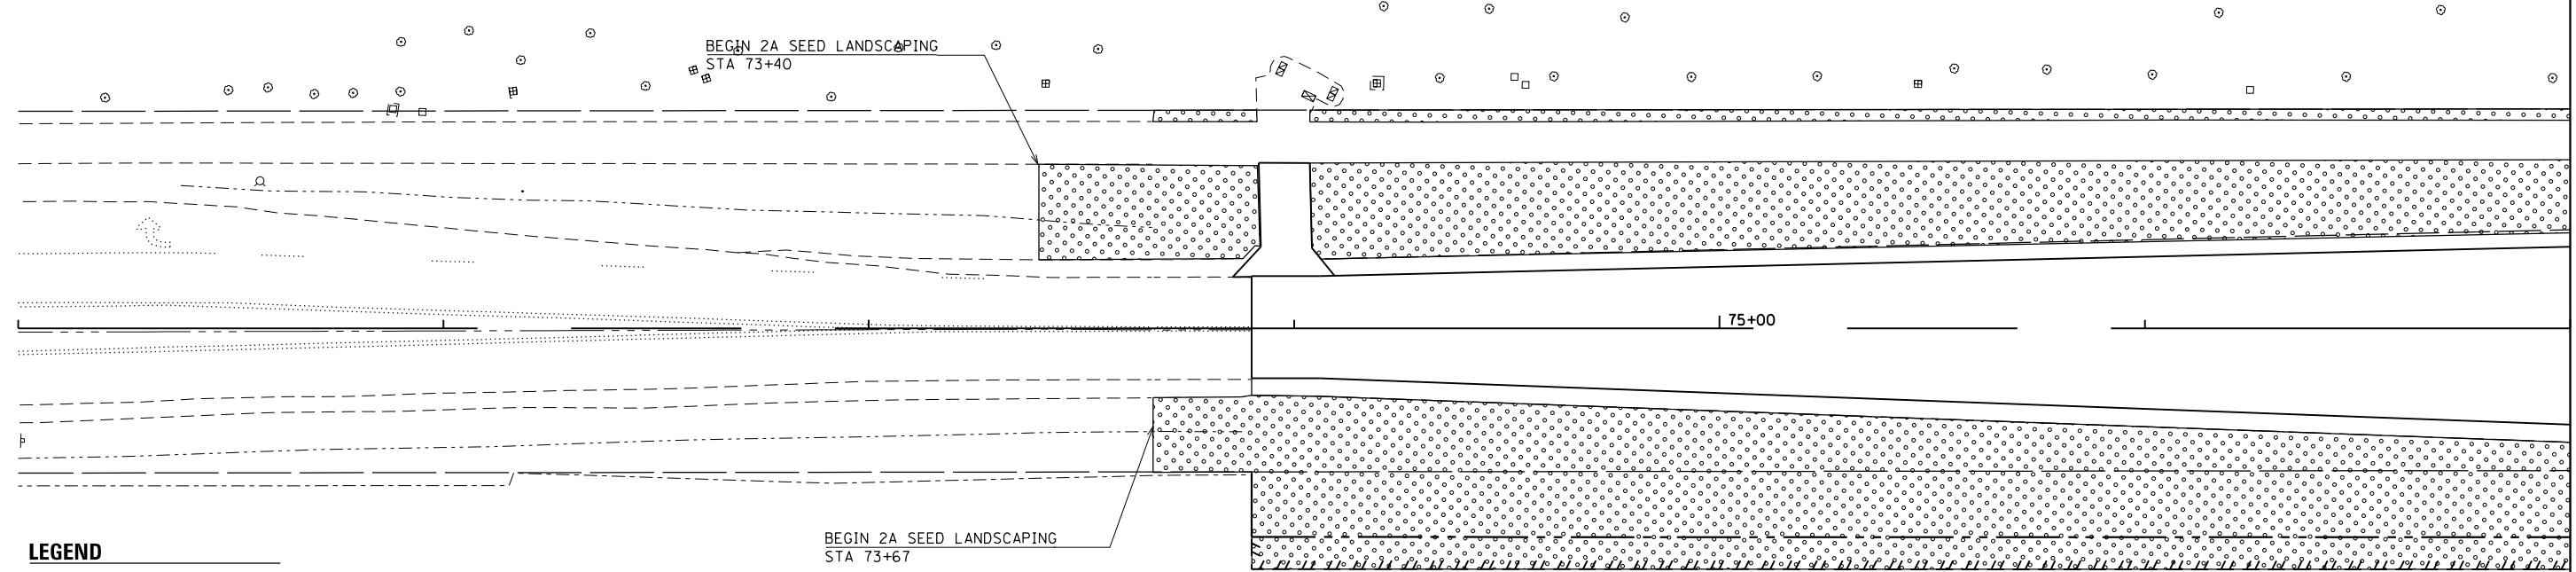 BEGIN 2A SEED LANDSCAPING
STA 73+40
75+00
BEGIN 2A SEED LANDSCAPING
STA 73+67
LEGEND